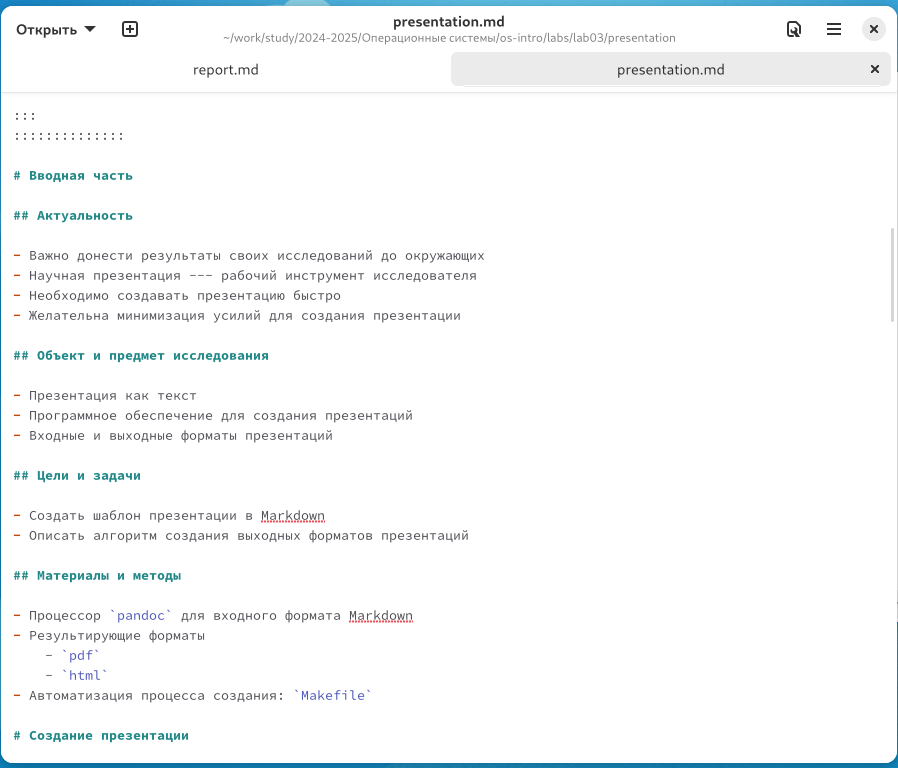 Открыть
presentation.md
~/work/study/2024-2025/Операционные системы/os-intro/labs/lab03/presentation
report.md
presentation.md
:::
::::::::::::::
# Вводная часть
## Актуальность
- Важно донести результаты своих исследований до окружающих
- Научная презентация --- рабочий инструмент исследователя
- Необходимо создавать презентацию быстро
- Желательна минимизация усилий для создания презентации
## Объект и предмет исследования
- Презентация как текст
- Программное обеспечение для создания презентаций
- Входные и выходные форматы презентаций
## Цели и задачи
- Создать шаблон презентации в Markdown
- Описать алгоритм создания выходных форматов презентаций
## Материалы и методы
- Процессор `pandoc` для входного формата Markdown
- Результирующие форматы
    - `pdf`
    - `html`
- Автоматизация процесса создания: `Makefile`
# Создание презентации